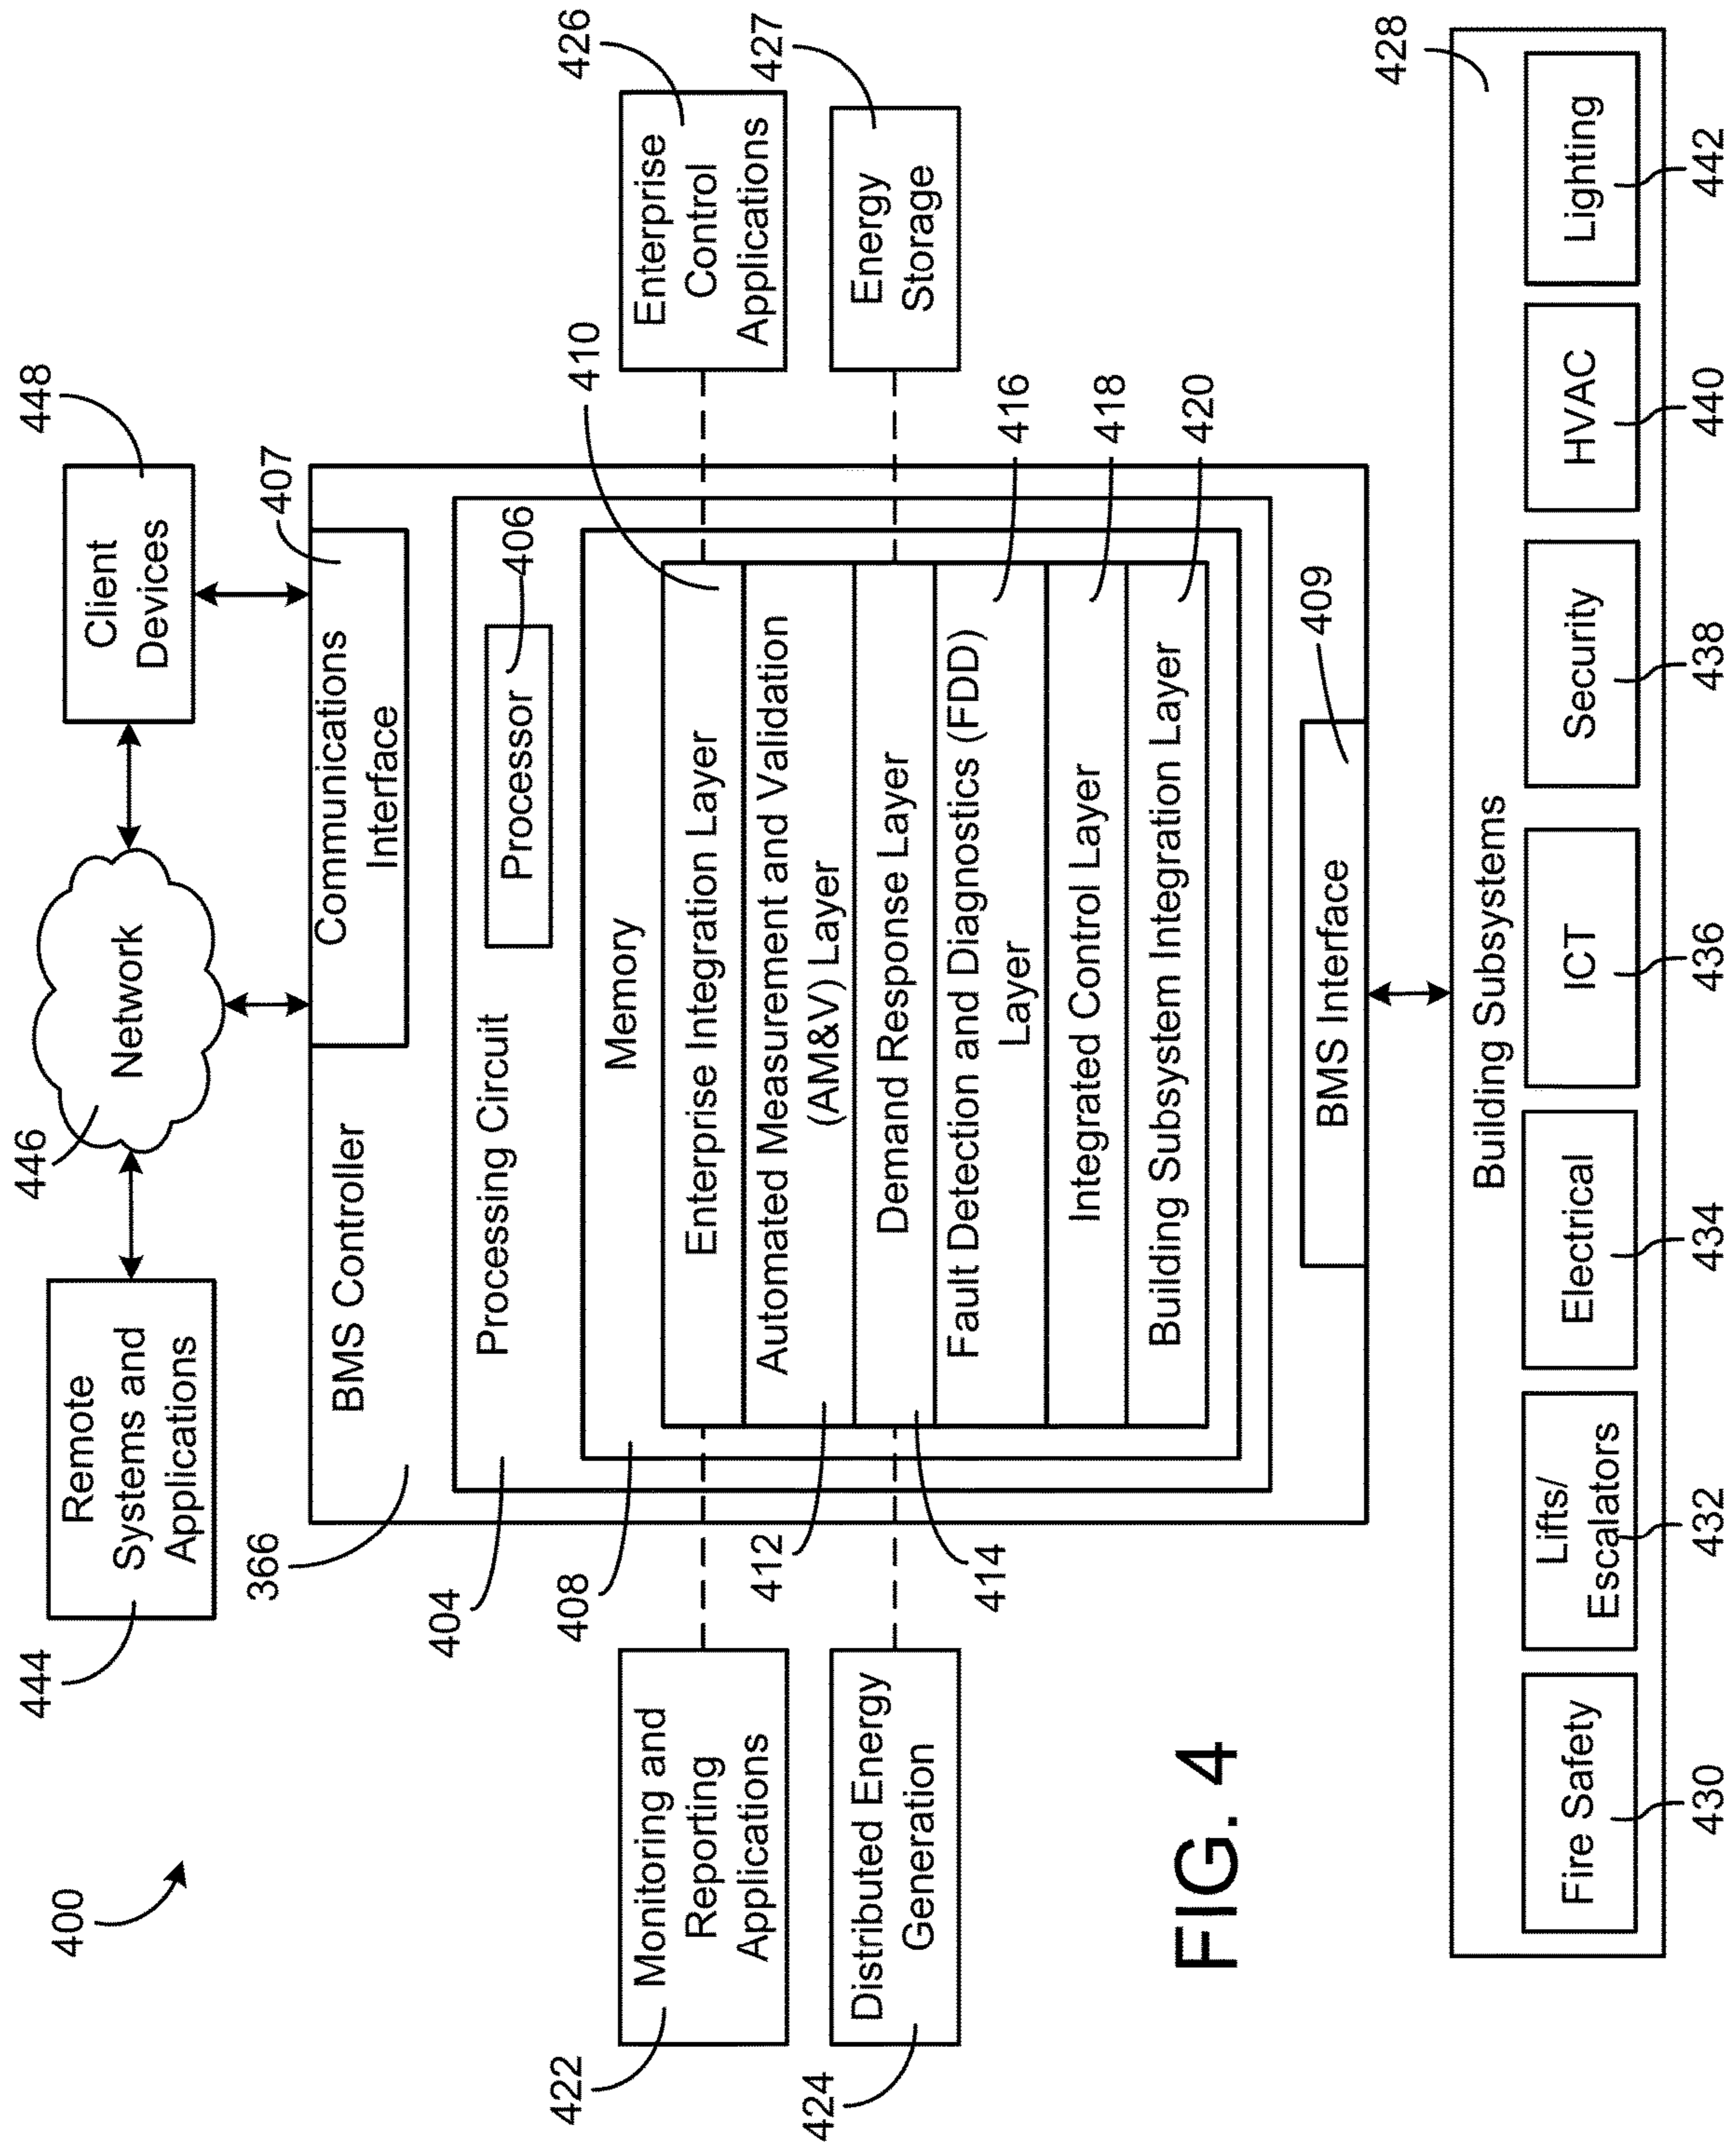 400
444
Remote
Systems and
Applications
446
Network
Client
Devices
448
366
BMS Controller
Communications
Interface
407
404
Processing Circuit
Processor
406
408
Memory
410
Enterprise Integration Layer
Automated Measurement and Validation
(AM&V) Layer
412
Demand Response Layer
414
Fault Detection and Diagnostics (FDD)
Layer
416
Integrated Control Layer
418
Building Subsystem Integration Layer
420
422
Monitoring and
Reporting
Applications
424
Distributed Energy
Generation
426
Enterprise
Control
Applications
427
Energy
Storage
BMS Interface
409
FIG. 4
428
Building Subsystems
Fire Safety
Lifts/
Escalators
Electrical
ICT
Security
HVAC
Lighting
430
432
434
436
438
440
442